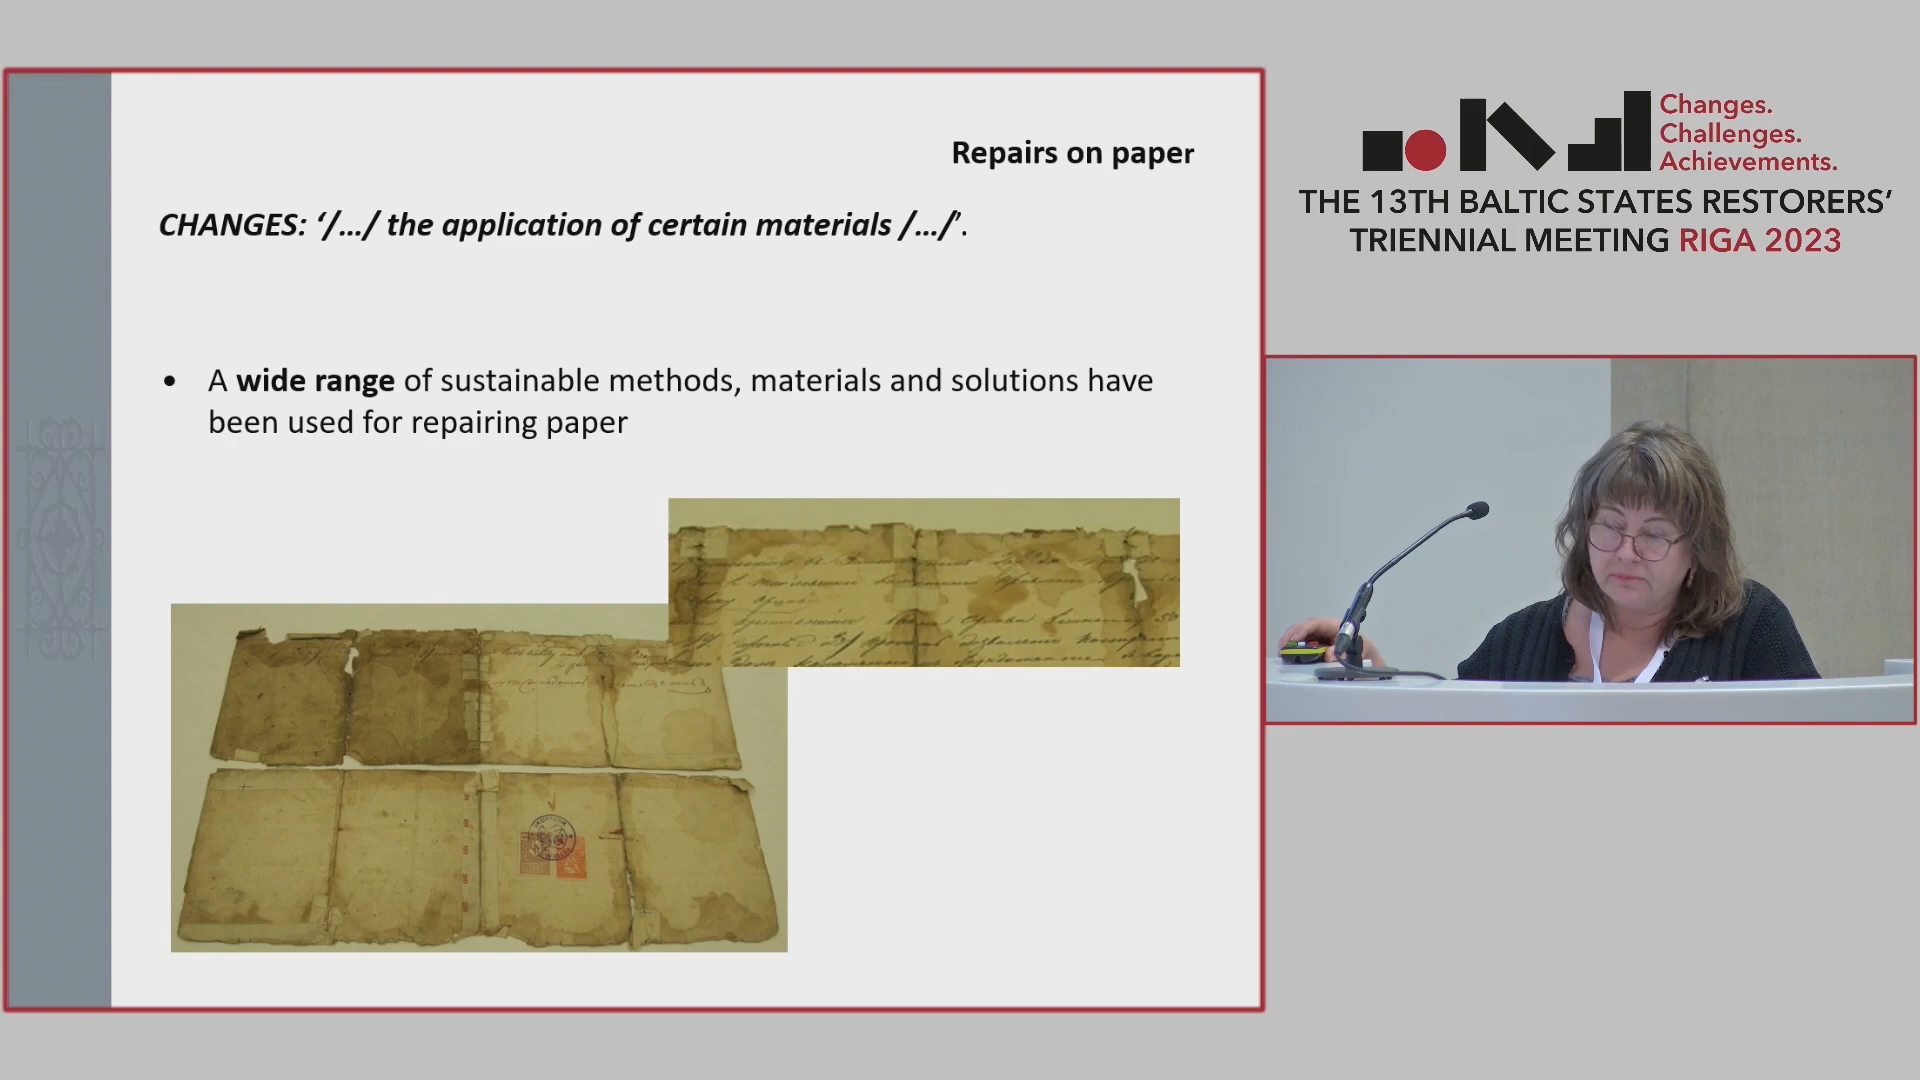 Repairs on paper
CHANGES: ‘/…/ the application of certain materials /…/’.
• A wide range of sustainable methods, materials and solutions have
been used for repairing paper
Changes.
Challenges.
Achievements.
THE 13TH BALTIC STATES RESTORERS’
TRIENNIAL MEETING RIGA 2023